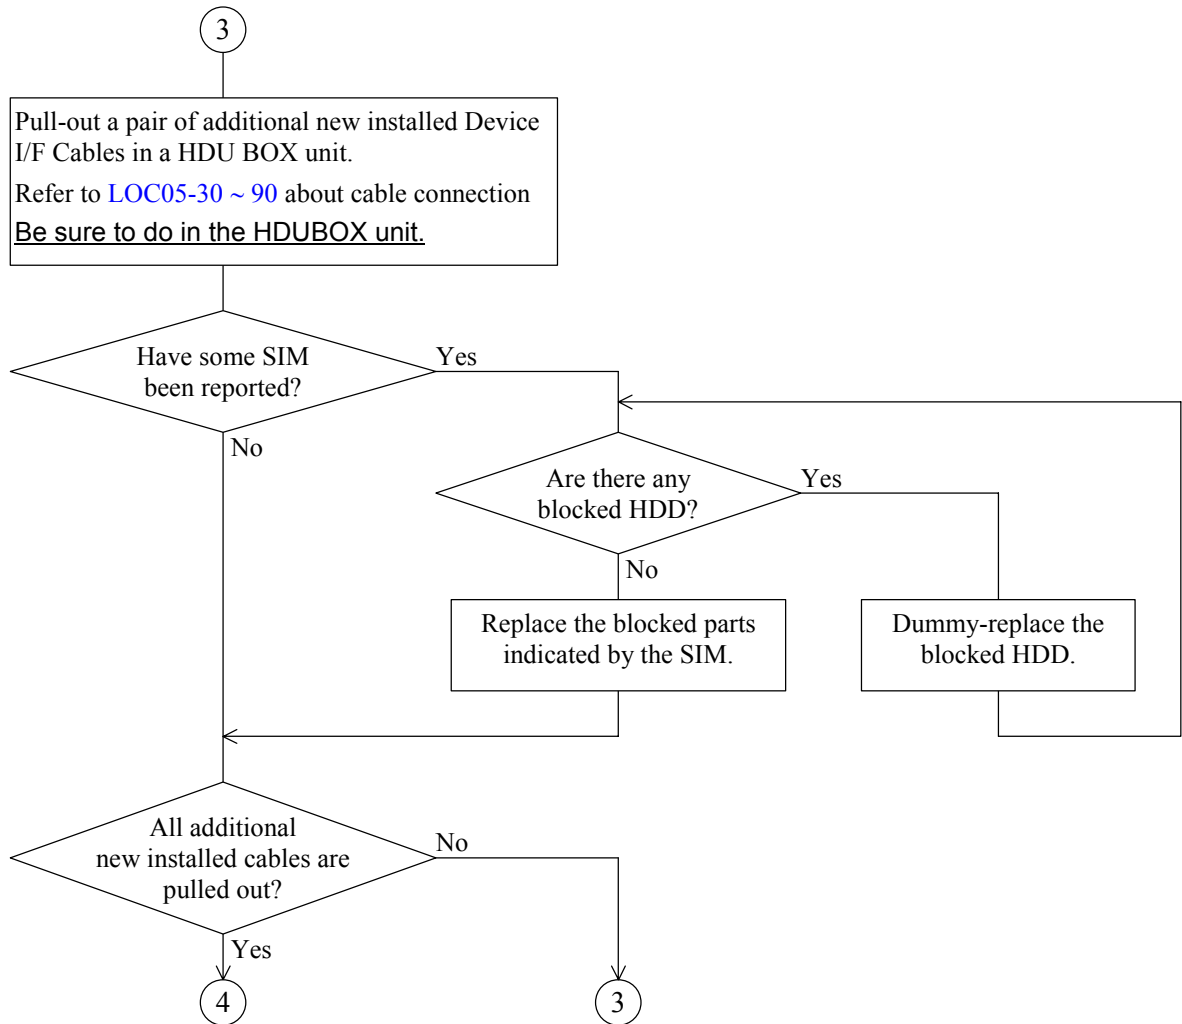 3
Pull-out a pair of additional new installed Device
I/F Cables in a HDU BOX unit.
Refer to LOC05-30 ~ 90 about cable connection
Be sure to do in the HDUBOX unit.
Have some SIM
been reported?
Yes
No
Are there any
blocked HDD?
Yes
No
Replace the blocked parts
indicated by the SIM.
Dummy-replace the
blocked HDD.
All additional
new installed cables are
pulled out?
No
Yes
4
3